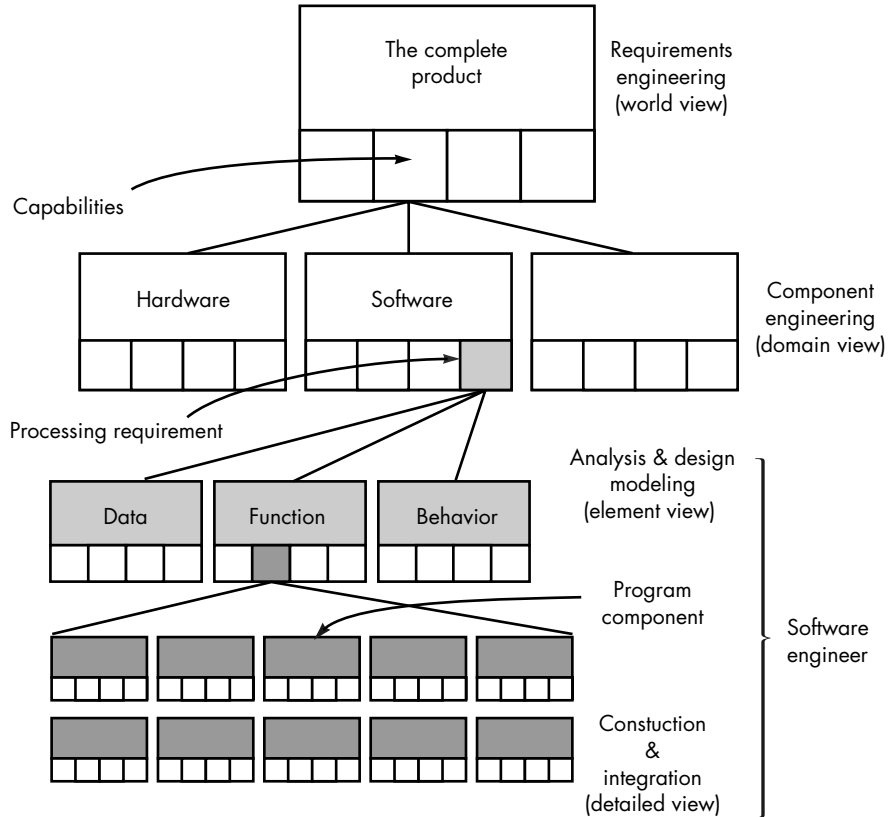 The complete
product
Requirements
engineering
(world view)
Capabilities
Hardware
Software
Component
engineering
(domain view)
Processing requirement
Analysis & design
modeling
(element view)
Data
Function
Behavior
Program
component
Software
engineer
Constuction
&
integration
(detailed view)